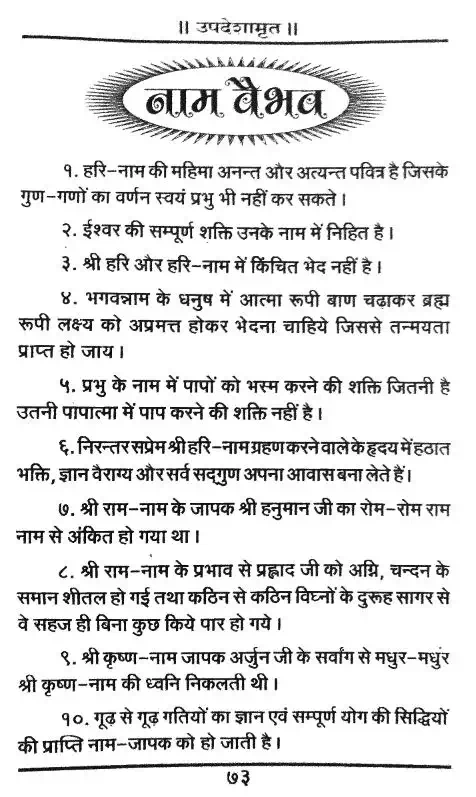 ॥ उपदेशामृत ॥
नाम वैभव
१. हरि-नाम की महिमा अनन्त और अत्यन्त पवित्र है जिसके
गुण-गणों का वर्णन स्वयं प्रभु भी नहीं कर सकते ।
२. ईश्वर की सम्पूर्ण शक्ति उनके नाम में निहित है ।
३. श्री हरि और हरि-नाम में किंचित भेद नहीं है ।
४. भगवन्नाम के धनुष में आत्मा रूपी बाण चढाकर ब्रह्म
रूपी लक्ष्य को अप्रमत्त होकर भेदना चाहिये जिससे तन्मयता
प्राप्त हो जाय ।
५. प्रभु के नाम में पापों को भस्म करने की शक्ति जितनी है
उतनी पापात्मा में पाप करने की शक्ति नहीं है ।
६. निरन्तर सप्रेम श्री हरि-नाम ग्रहण करने वाले के हृदय में हठात
भक्ति, ज्ञान वैराग्य और सर्व सद्‌गुण अपना आवास बना लेते हैं।
७. श्री राम-नाम के जापक श्री हनुमान जी का रोम-रोम राम
नाम से अंकित हो गया था ।
८. श्री राम-नाम के प्रभाव से प्रह्लाद जी को अग्नि, चन्दन के
समान शीतल हो गई तथा कठिन से कठिन विघ्नों के दुरूह सागर से
वे सहज ही बिना कुछ किये पार हो गये ।
९. श्री कृष्ण-नाम जापक अर्जुन जी के सर्वांग से मधुर-मधुर
श्री कृष्ण-नाम की ध्वनि निकलती थी ।
१०. गूढ़ से गूढ़ गतियों का ज्ञान एवं सम्पूर्ण योग की सिद्धियों
की प्राप्ति नाम-जापक को हो जाती है ।
७३